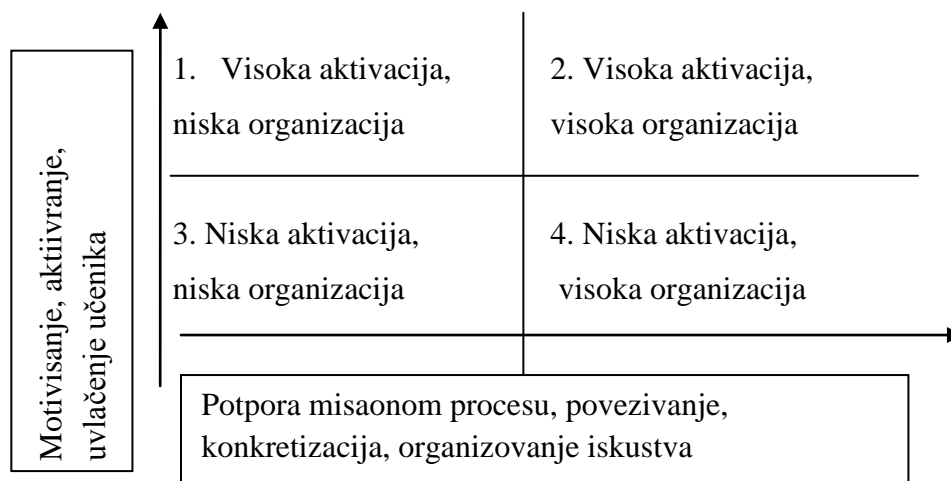 1. Visoka aktivacija,
niska organizacija
2. Visoka aktivacija,
visoka organizacija
3. Niska aktivacija,
niska organizacija
4. Niska aktivacija,
visoka organizacija
Motivisanje, aktiivranje,
uvlačenje učenika
Potpora misaonom procesu, povezivanje,
konkretizacija, organizovanje iskustva